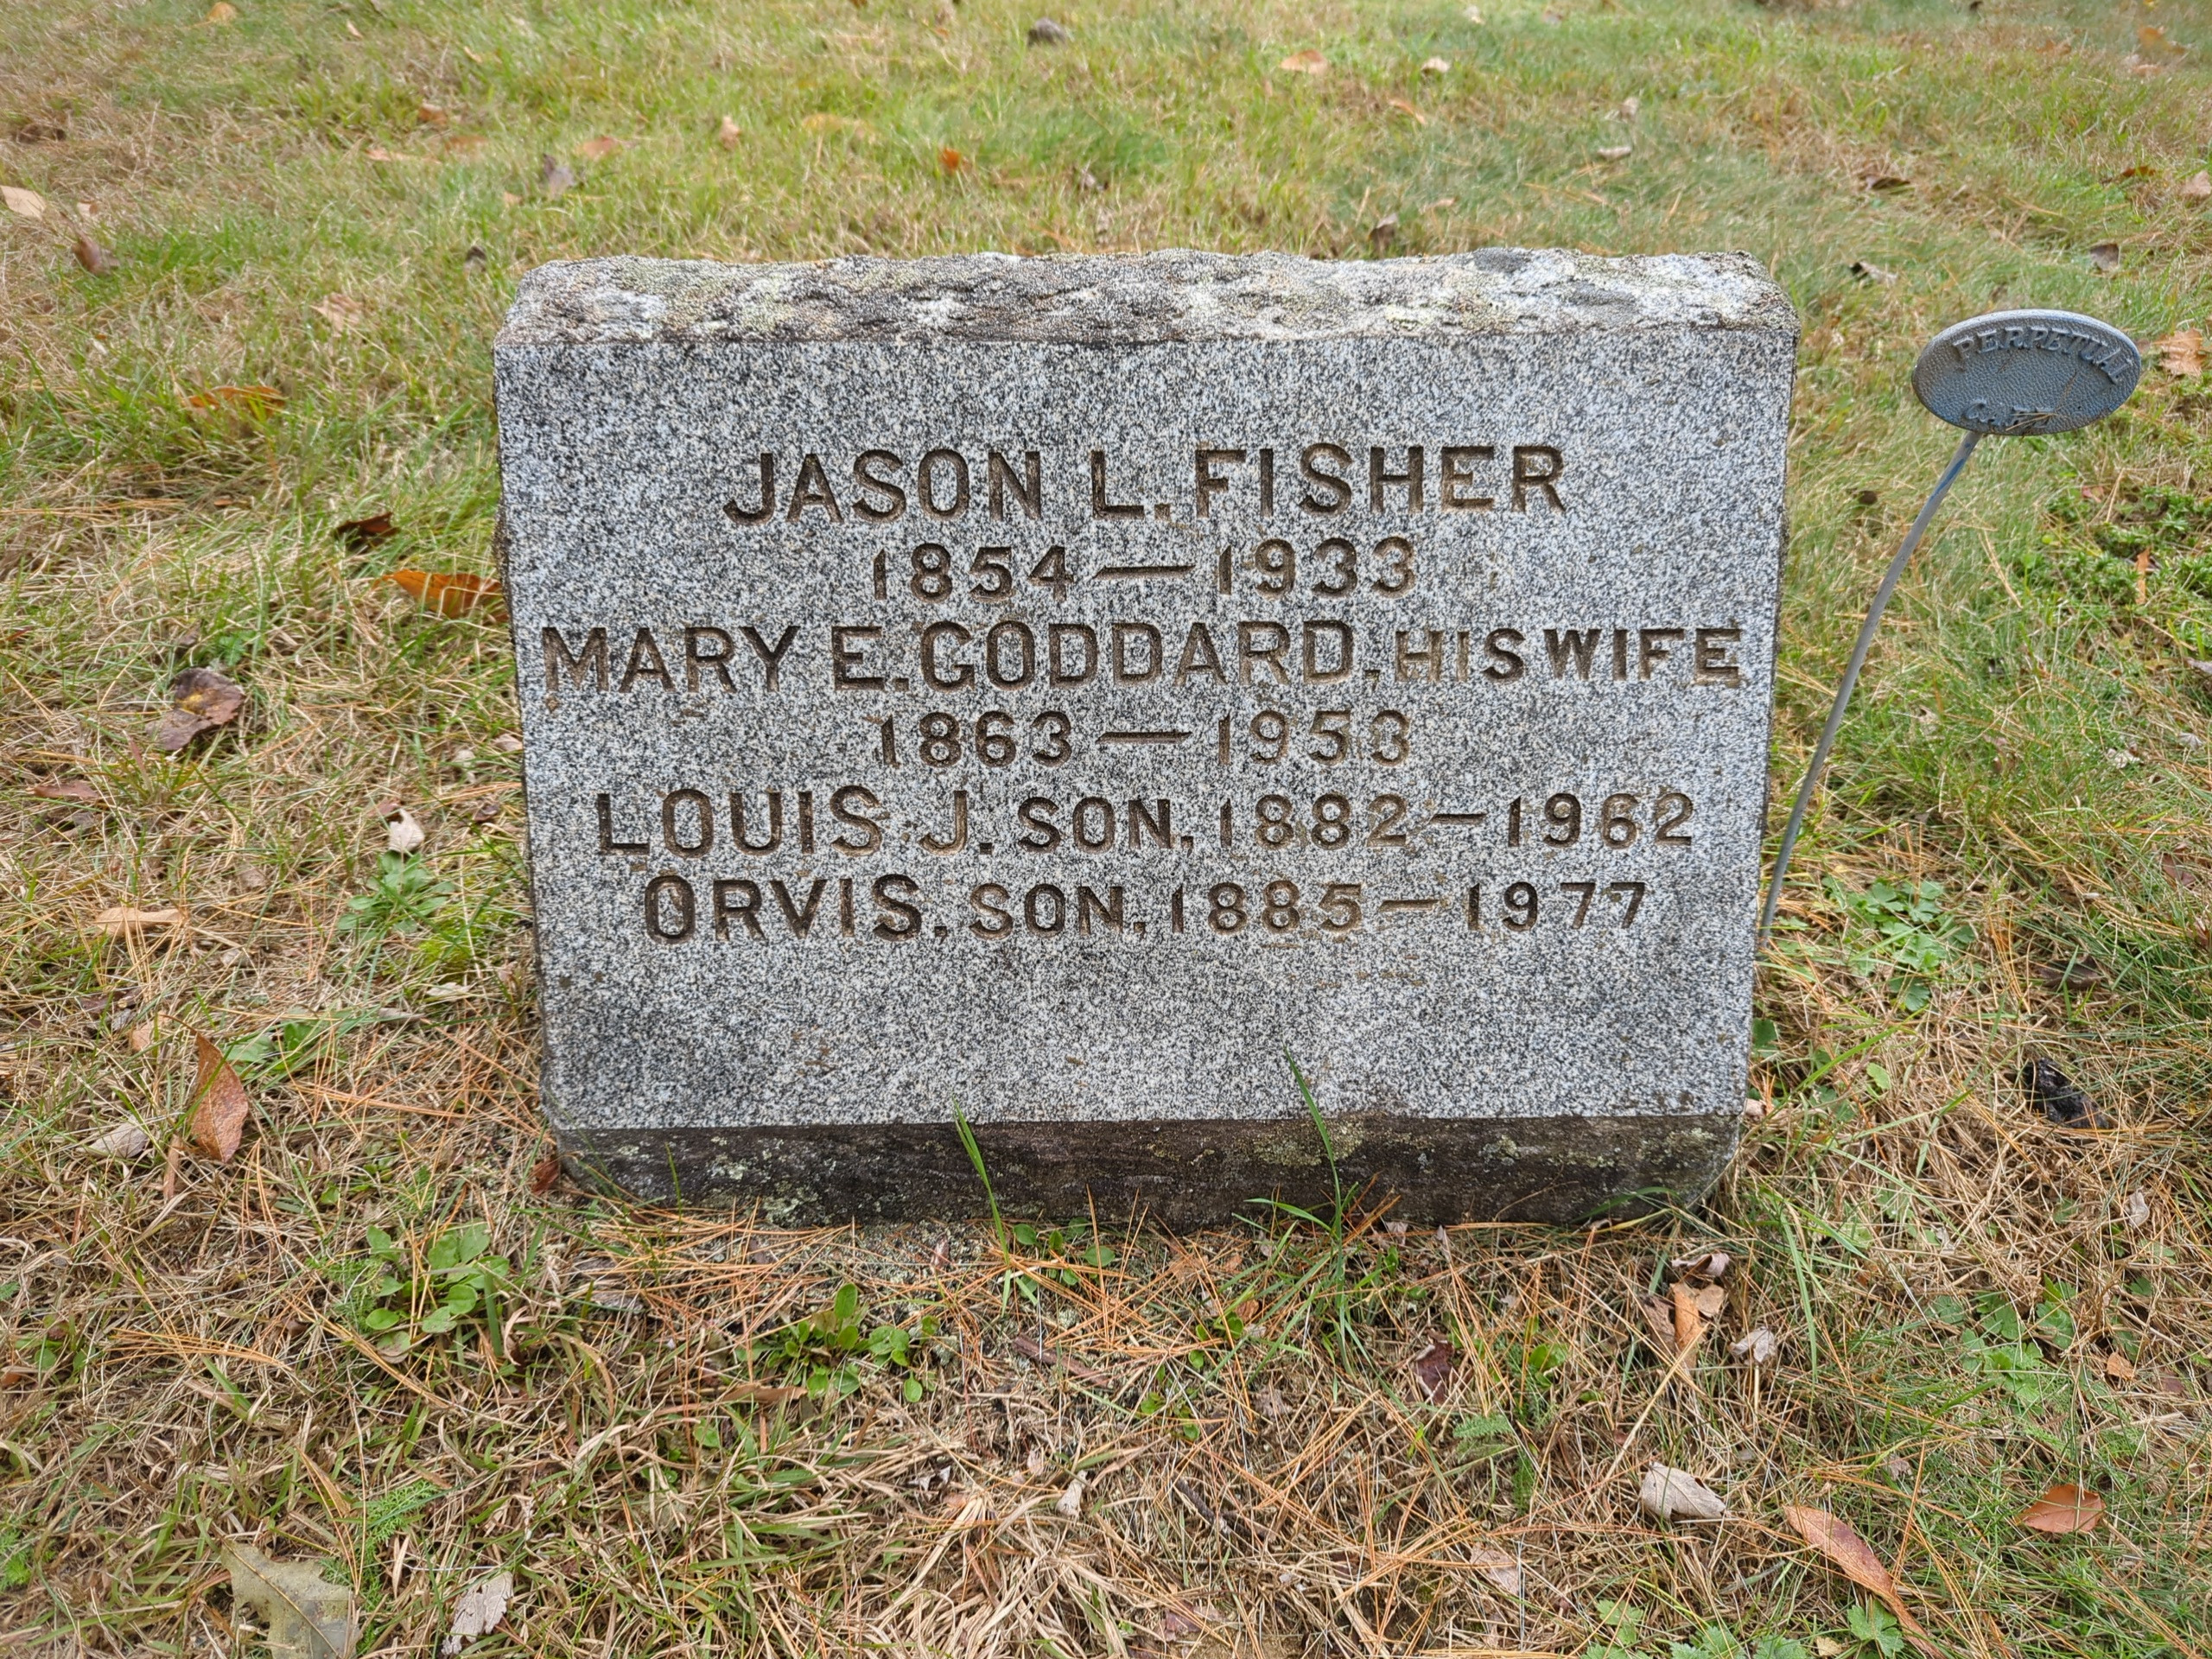 JASON L. FISHER
1854—1933
MARY E. GODDARD, HIS WIFE
1863—1953
LOUIS J. SON, 1882—1962
ORVIS, SON, 1885—1977
PERPETUAL